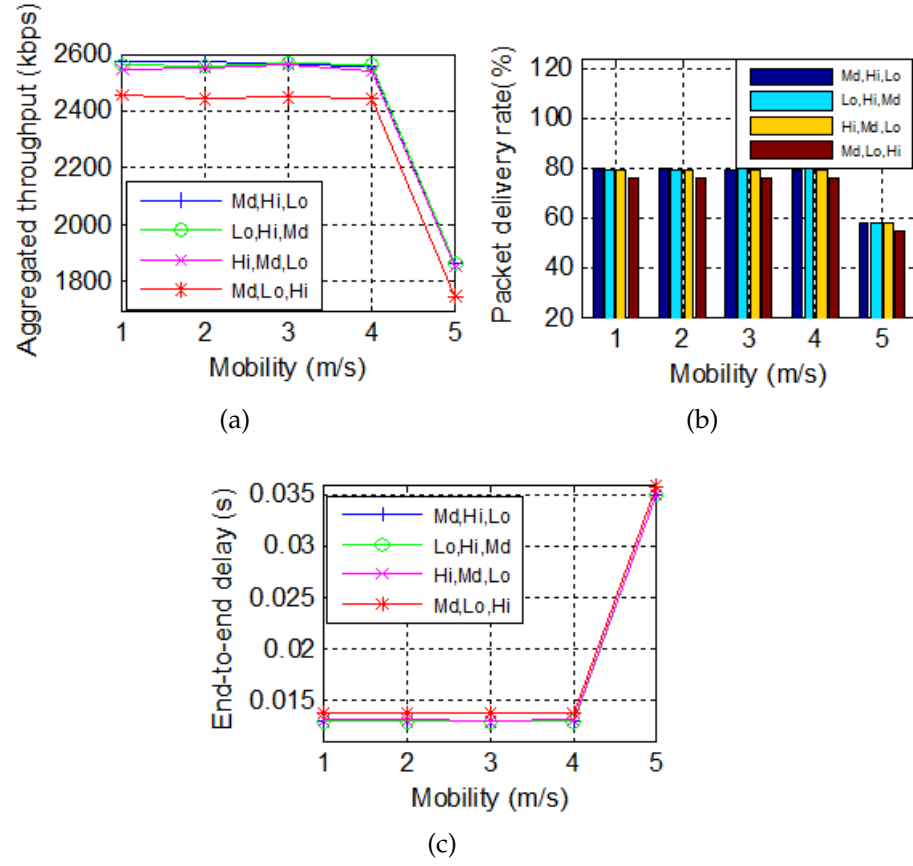 Aggregated throughput (kbps)
2600
2400
2200
2000
1800
Md,Hi,Lo
Lo,Hi,Md
Hi,Md,Lo
Md,Lo,Hi
1 2 3 4 5
Mobility (m/s)
(a)
Packet delivery rate(%)
120
100
80
60
40
20
Md,Hi,Lo
Lo,Hi,Md
Hi,Md,Lo
Md,Lo,Hi
1 2 3 4 5
Mobility (m/s)
(b)
End-to-end delay (s)
0.035
0.03
0.025
0.02
0.015
Md,Hi,Lo
Lo,Hi,Md
Hi,Md,Lo
Md,Lo,Hi
1 2 3 4 5
Mobility (m/s)
(c)